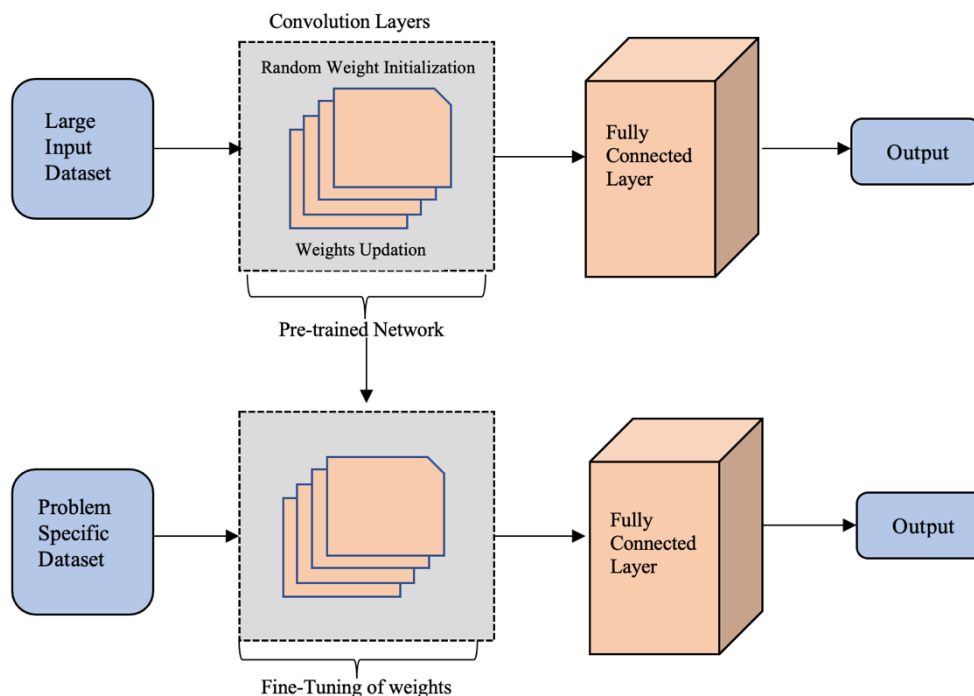 Convolution Layers
Random Weight Initialization
Large
Input
Dataset
Fully
Connected
Layer
Output
Weights Updation
Pre-trained Network
Problem
Specific
Dataset
Fully
Connected
Layer
Output
Fine-Tuning of weights